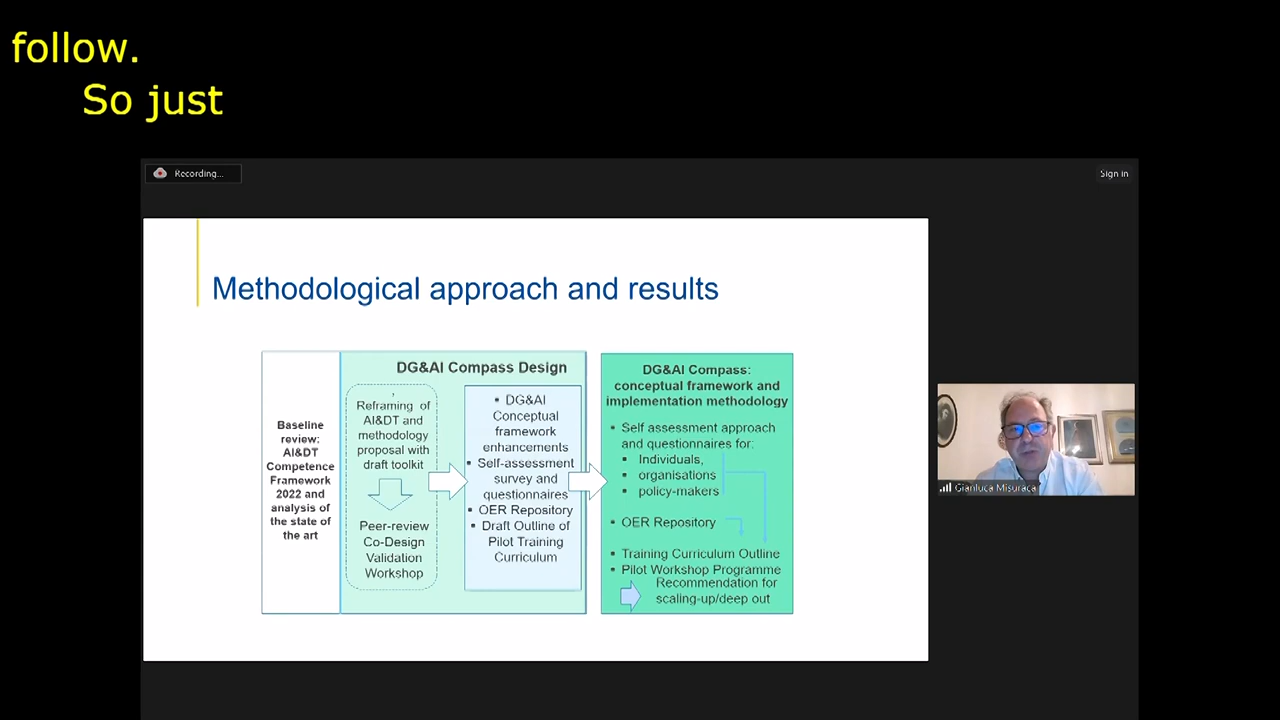 follow.
So just
Recording...
Sign in
Methodological approach and results
Baseline
review:
AI&DT
Competence
Framework
2022 and
analysis of
the state of
the art
DG&AI Compass Design
Reframing of
AI&DT and
methodology
proposal with
draft toolkit
Peer-review
Co-Design
Validation
Workshop
▪ DG&AI
Conceptual
framework
enhancements
▪ Self-assessment
survey and
questionnaires
▪ OER Repository
▪ Draft Outline of
Pilot Training
Curriculum
DG&AI Compass:
conceptual framework and
implementation methodology
▪ Self assessment approach
and questionnaires for:
▪ Individuals,
▪ organisations
▪ policy-makers
▪ OER Repository
▪ Training Curriculum Outline
▪ Pilot Workshop Programme
Recommendation for
scaling-up/deep out
Gianluca Misuraca